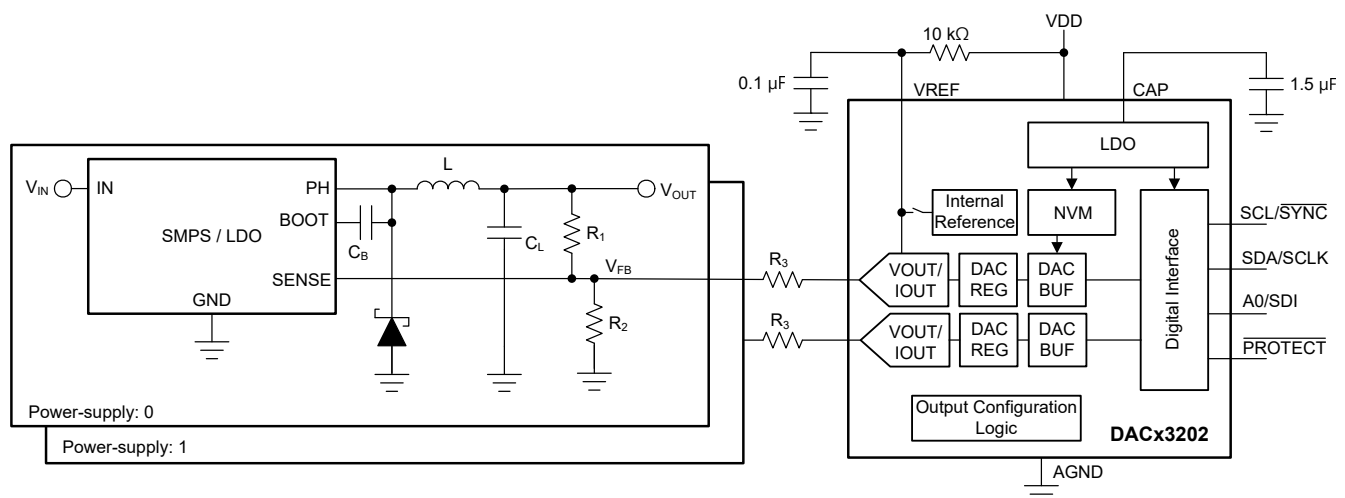 10 kΩ
VDD
0.1 µF
VREF
CAP
1.5 µF
LDO
Internal
Reference
NVM
Digital Interface
SCL/SYNC
SDA/SCLK
A0/SDI
PROTECT
VOUT/
IOUT
DAC
REG
DAC
BUF
VOUT/
IOUT
DAC
REG
DAC
BUF
Output Configuration
Logic
DACx3202
AGND
R3
R3
VIN
IN
PH
BOOT
SMPS / LDO
SENSE
GND
CB
L
CL
VOUT
R1
VFB
R2
Power-supply: 0
Power-supply: 1